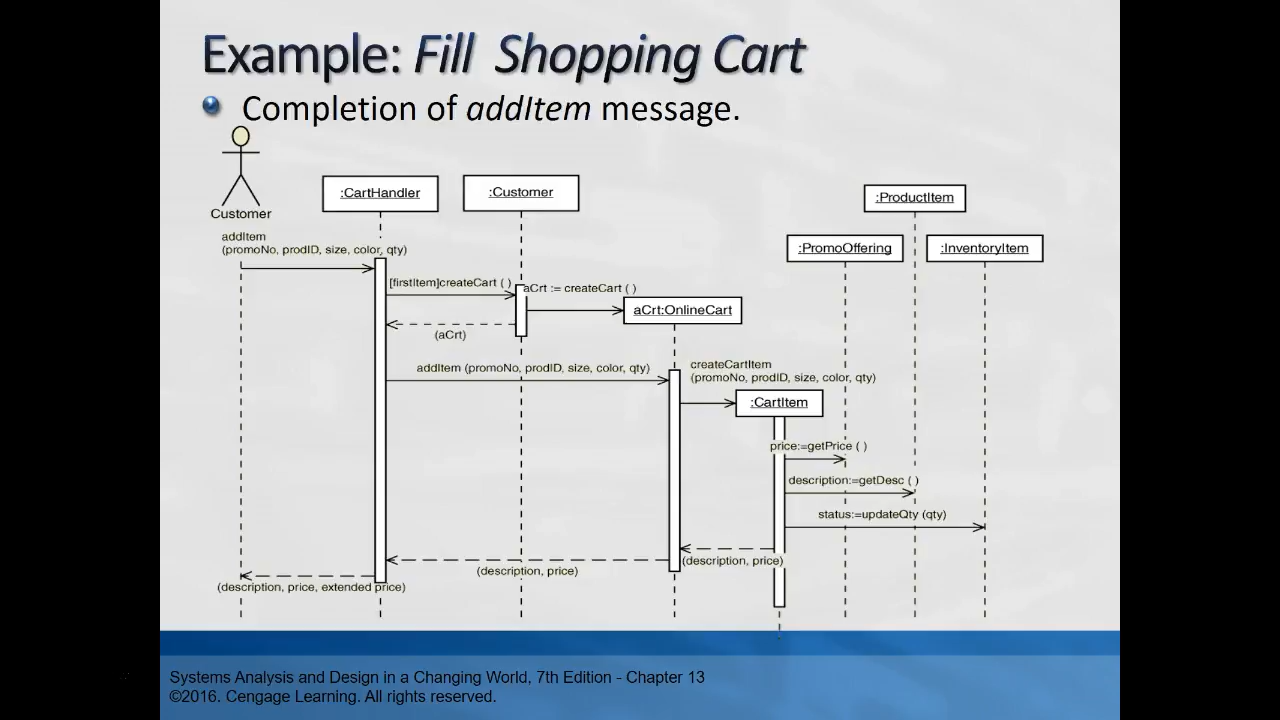 Example: Fill Shopping Cart
Completion of addItem message.
Customer
:CartHandler
:Customer
:ProductItem
:PromoOffering
:InventoryItem
addItem
(promoNo, prodID, size, color, qty)
[firstItem]createCart ( )
aCrt := createCart ( )
aCrt:OnlineCart
(aCrt)
addItem (promoNo, prodID, size, color, qty)
createCartItem
(promoNo, prodID, size, color, qty)
:CartItem
price:=getPrice ( )
description:=getDesc ( )
status:=updateQty (qty)
(description, price)
(description, price)
(description, price, extended price)
Systems Analysis and Design in a Changing World, 7th Edition - Chapter 13
©2016. Cengage Learning. All rights reserved.